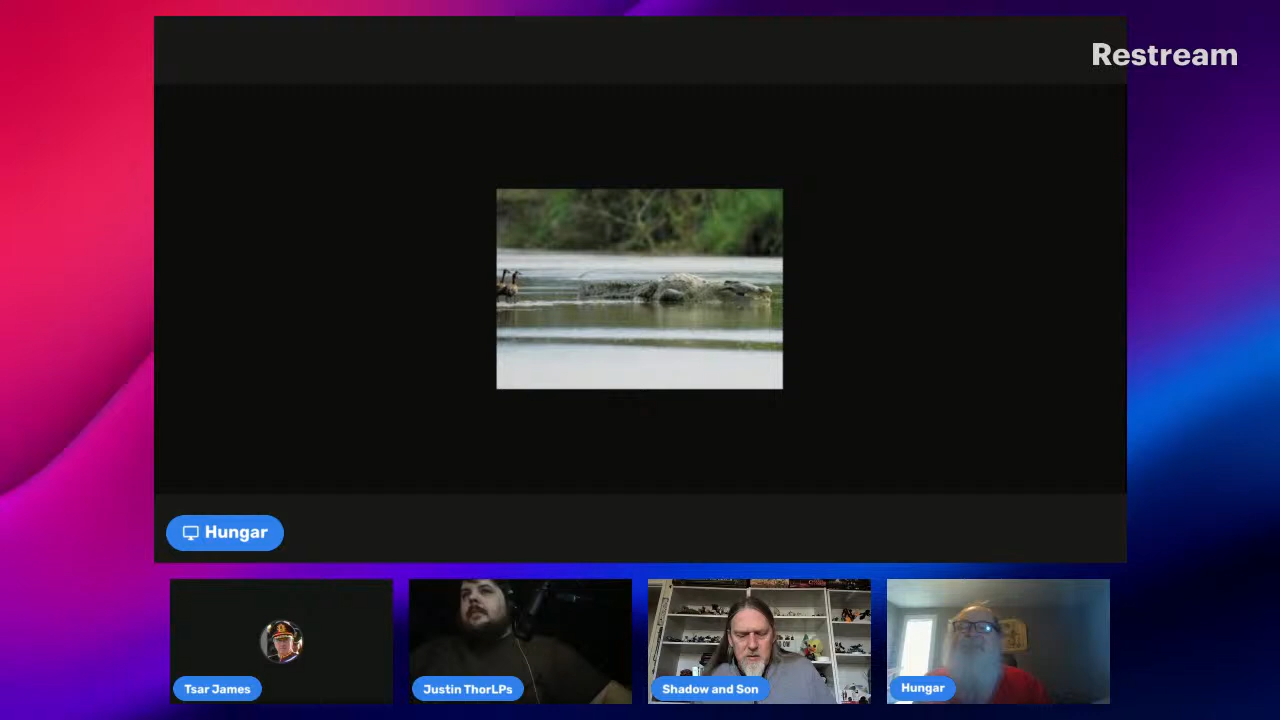 Restream
Hungar
Tsar James
Justin ThorLPs
Shadow and Son
Hungar